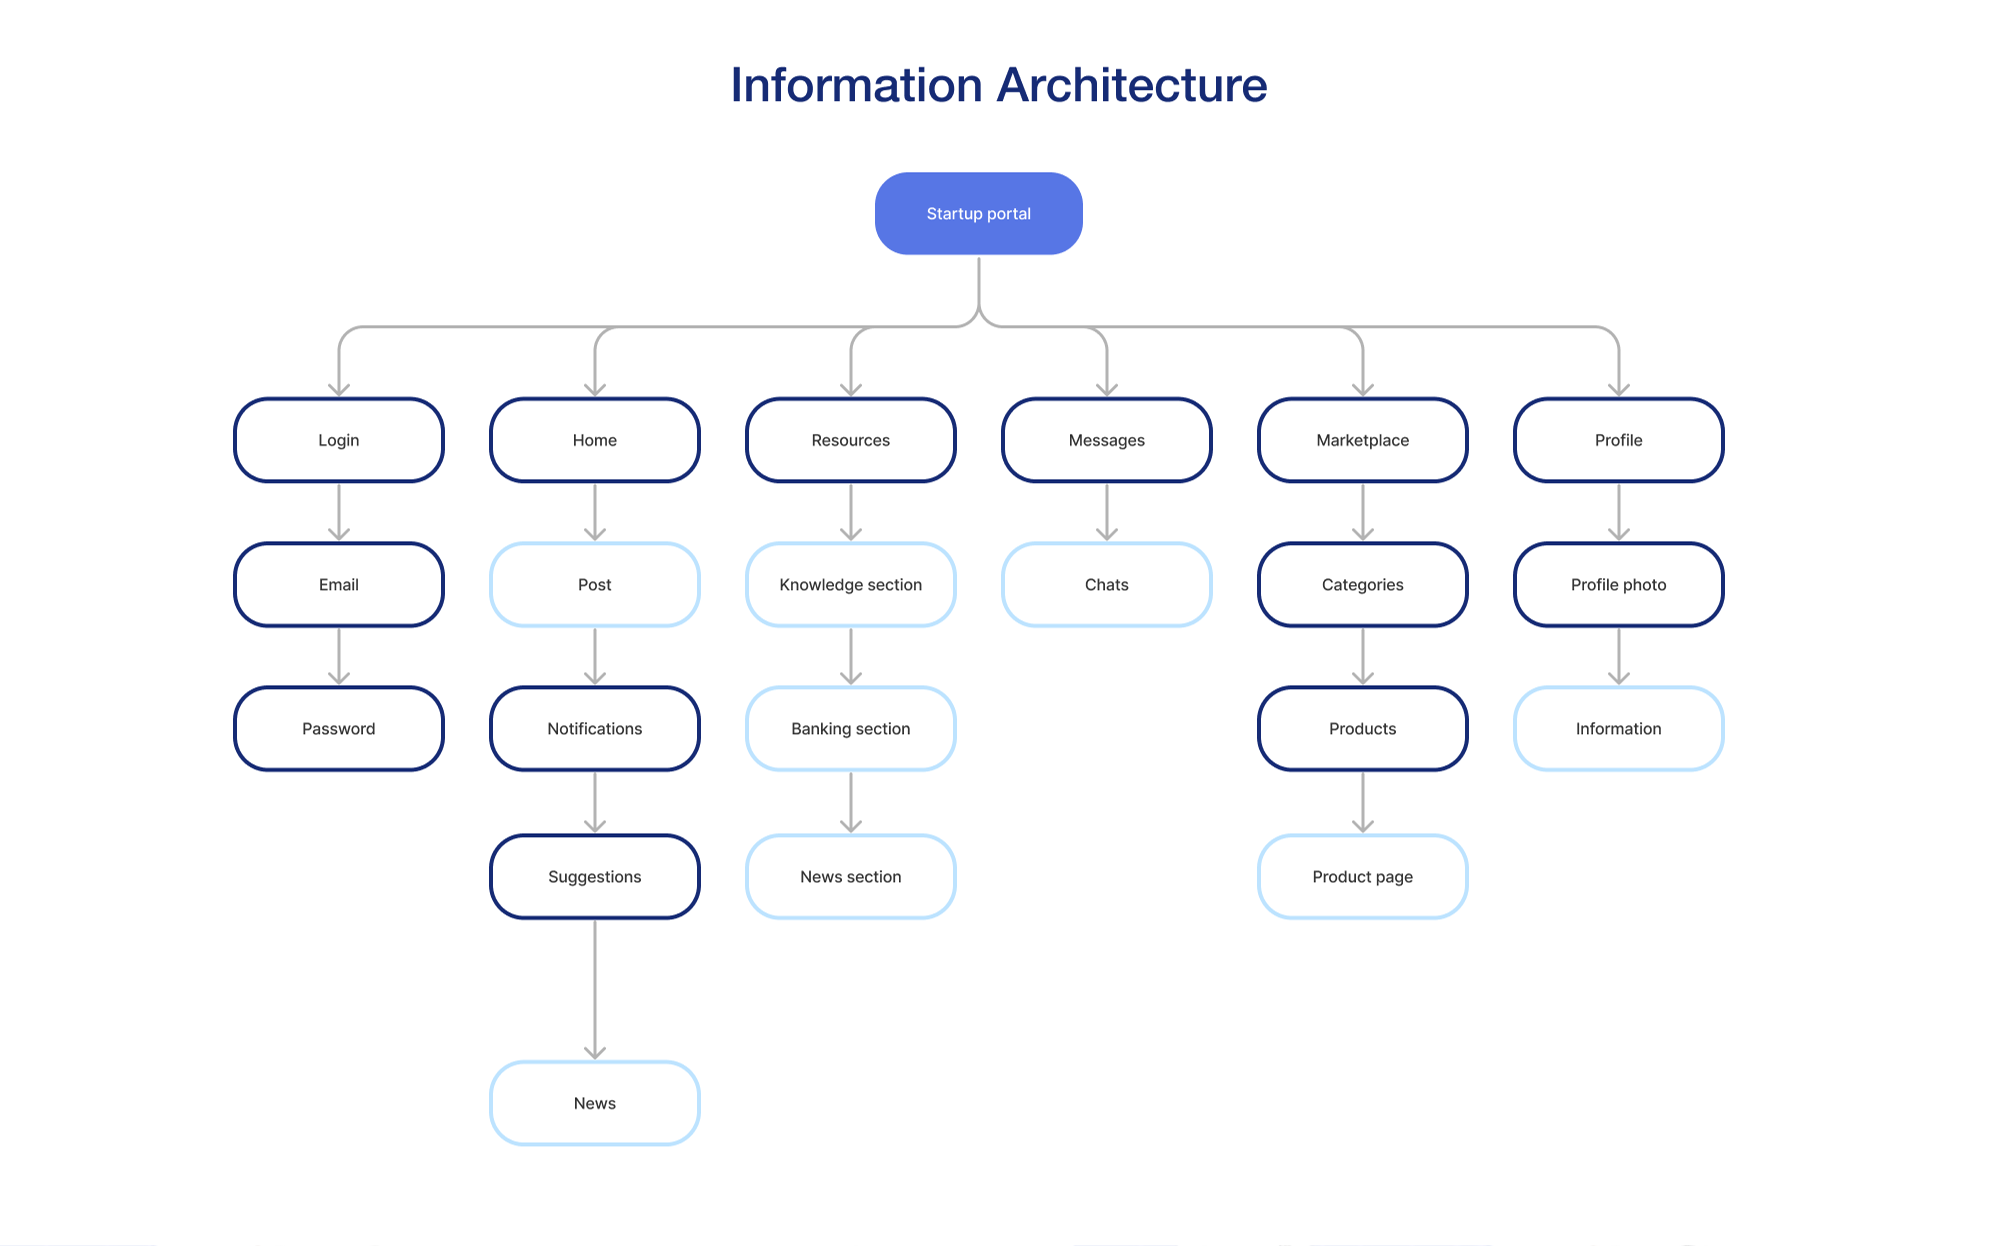 Information Architecture
Startup portal
Login
Home
Resources
Messages
Marketplace
Profile
Email
Post
Knowledge section
Chats
Categories
Profile photo
Password
Notifications
Banking section
Products
Information
Suggestions
News section
Product page
News